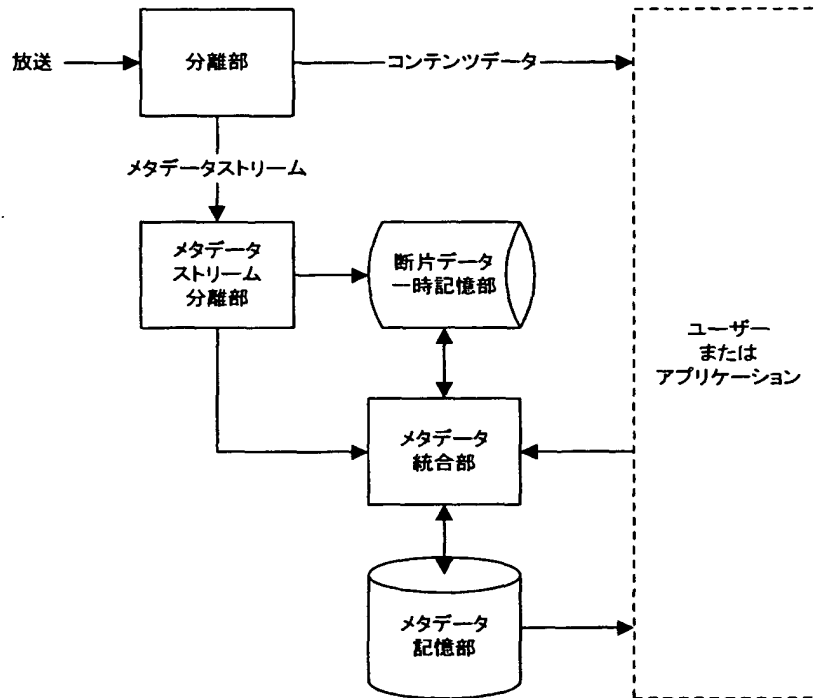 放送
分離部
コンテンツデータ
メタデータストリーム
メタデータ
ストリーム
分離部
断片データ
一時記憶部
ユーザー
または
アプリケーション
メタデータ
統合部
メタデータ
記憶部